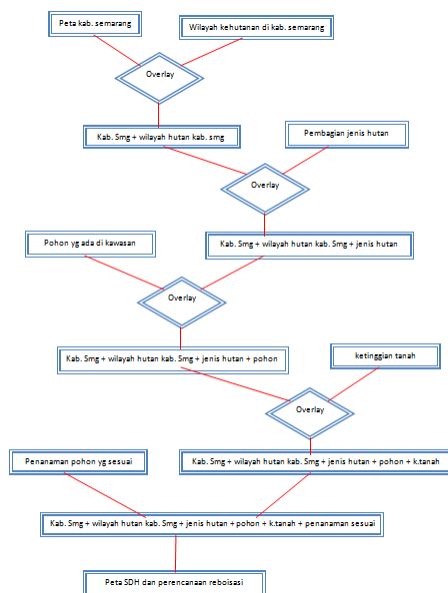 Peta kab. semarang
Wilayah kehutanan di kab. semarang
Overlay
Kab. Smg + wilayah hutan kab. smg
Pembagian jenis hutan
Overlay
Pohon yg ada di kawasan
Kab. Smg + wilayah hutan kab. Smg + jenis hutan
Overlay
Kab. Smg + wilayah hutan kab. Smg + jenis hutan + pohon
ketinggian tanah
Overlay
Penanaman pohon yg sesuai
Kab. Smg + wilayah hutan kab. Smg + jenis hutan + pohon + k.tanah
Kab. Smg + wilayah hutan kab. Smg + jenis hutan + pohon + k.tanah + penanaman sesuai
Peta SDH dan perencanaan reboisasi